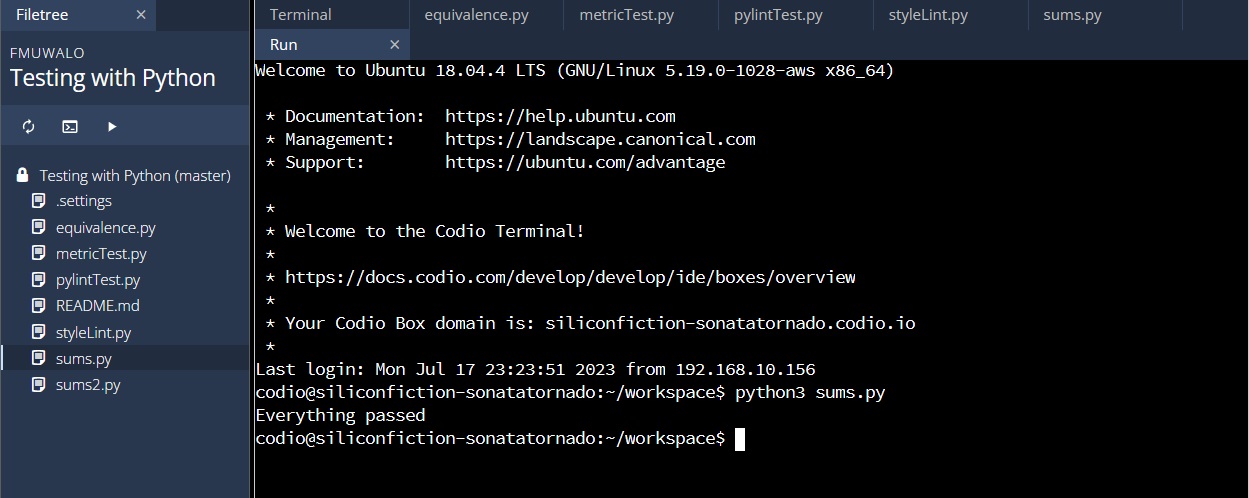 Filetree ×
FMUWALO
Testing with Python
Testing with Python (master)
.settings
equivalence.py
metricTest.py
pylintTest.py
README.md
styleLint.py
sums.py
sums2.py
Terminal equivalence.py metricTest.py pylintTest.py styleLint.py sums.py
Run ×
Welcome to Ubuntu 18.04.4 LTS (GNU/Linux 5.19.0-1028-aws x86_64)
* Documentation: https://help.ubuntu.com
* Management: https://landscape.canonical.com
* Support: https://ubuntu.com/advantage
*
* Welcome to the Codio Terminal!
*
* https://docs.codio.com/develop/develop/ide/boxes/overview
*
* Your Codio Box domain is: siliconfiction-sonatatornado.codio.io
*
Last login: Mon Jul 17 23:23:51 2023 from 192.168.10.156
codio@siliconfiction-sonatatornado:~/workspace$ python3 sums.py
Everything passed
codio@siliconfiction-sonatatornado:~/workspace$